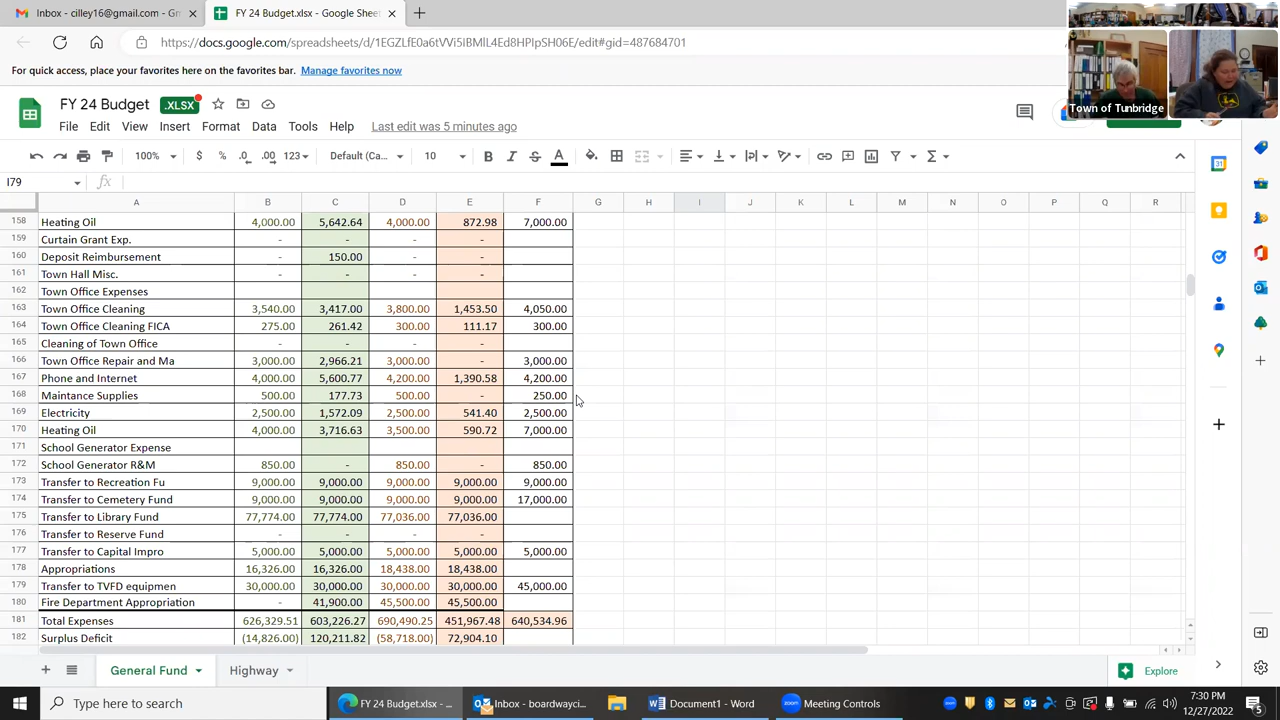 Inbox - cilley16@gmail.com - Gm
FY 24 Budget.xlsx - Google Sheet
https://docs.google.com/spreadsheets/d/1EGZLfE0a6tVVi5IBMIL4Ed8HPIpSH06E/edit#gid=487684701
For quick access, place your favorites here on the favorites bar. Manage favorites now
Town of Tunbridge
FY 24 Budget .XLSX
File Edit View Insert Format Data Tools Help Last edit was 5 minutes ago
100% $ % .0 .00 123 Default (Ca... 10 B I S A
I79 fx
A B C D E F G H I J K L M N O P Q R
158 Heating Oil 4,000.00 5,642.64 4,000.00 872.98 7,000.00
159 Curtain Grant Exp. - - - -
160 Deposit Reimbursement - 150.00 - -
161 Town Hall Misc. - - - -
162 Town Office Expenses
163 Town Office Cleaning 3,540.00 3,417.00 3,800.00 1,453.50 4,050.00
164 Town Office Cleaning FICA 275.00 261.42 300.00 111.17 300.00
165 Cleaning of Town Office - - - -
166 Town Office Repair and Ma 3,000.00 2,966.21 3,000.00 - 3,000.00
167 Phone and Internet 4,000.00 5,600.77 4,200.00 1,390.58 4,200.00
168 Maintance Supplies 500.00 177.73 500.00 - 250.00
169 Electricity 2,500.00 1,572.09 2,500.00 541.40 2,500.00
170 Heating Oil 4,000.00 3,716.63 3,500.00 590.72 7,000.00
171 School Generator Expense
172 School Generator R&M 850.00 - 850.00 - 850.00
173 Transfer to Recreation Fu 9,000.00 9,000.00 9,000.00 9,000.00 9,000.00
174 Transfer to Cemetery Fund 9,000.00 9,000.00 9,000.00 9,000.00 17,000.00
175 Transfer to Library Fund 77,774.00 77,774.00 77,036.00 77,036.00
176 Transfer to Reserve Fund - - - -
177 Transfer to Capital Impro 5,000.00 5,000.00 5,000.00 5,000.00 5,000.00
178 Appropriations 16,326.00 16,326.00 18,438.00 18,438.00
179 Transfer to TVFD equipmen 30,000.00 30,000.00 30,000.00 30,000.00 45,000.00
180 Fire Department Appropriation - 41,900.00 45,500.00 45,500.00
181 Total Expenses 626,329.51 603,226.27 690,490.25 451,967.48 640,534.96
182 Surplus Deficit (14,826.00) 120,211.82 (58,718.00) 72,904.10
General Fund Highway Explore
Type here to search
FY 24 Budget.xlsx - ...
Inbox - boardwayci...
Document1 - Word
Meeting Controls
7:30 PM
12/27/2022
5
31